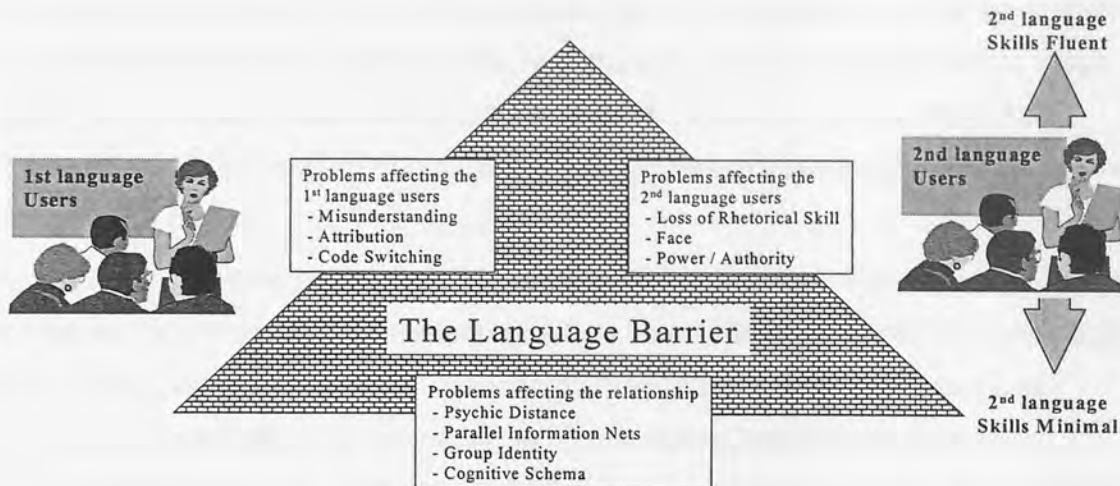 2nd language
Skills Fluent
1st language
Users
Problems affecting the
1st language users
- Misunderstanding
- Attribution
- Code Switching
Problems affecting the
2nd language users
- Loss of Rhetorical Skill
- Face
- Power / Authority
2nd language
Users
The Language Barrier
Problems affecting the relationship
- Psychic Distance
- Parallel Information Nets
- Group Identity
- Cognitive Schema
2nd language
Skills Minimal